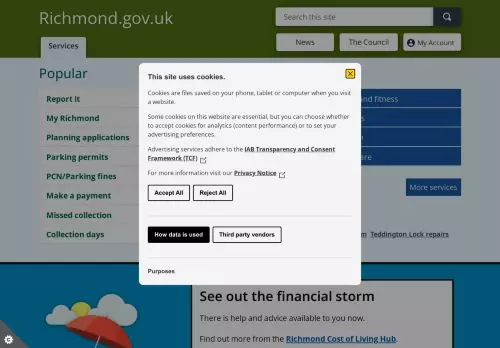 Richmond.gov.uk
Search this site
Services
News
The Council
My Account
Popular
Report It
My Richmond
Planning applications
Parking permits
PCN/Parking fines
Make a payment
Missed collection
Collection days
This site uses cookies.
Cookies are files saved on your phone, tablet or computer when you visit
a website.
Some cookies on this website are essential, but you can choose whether
to accept cookies for analytics (content performance) or to set your
advertising preferences.
Advertising services adhere to the IAB Transparency and Consent
Framework (TCF)
For more information visit our Privacy Notice
Accept All
Reject All
How data is used
Third party vendors
Purposes
and fitness
More services
Teddington Lock repairs
See out the financial storm
There is help and advice available to you now.
Find out more from the Richmond Cost of Living Hub.